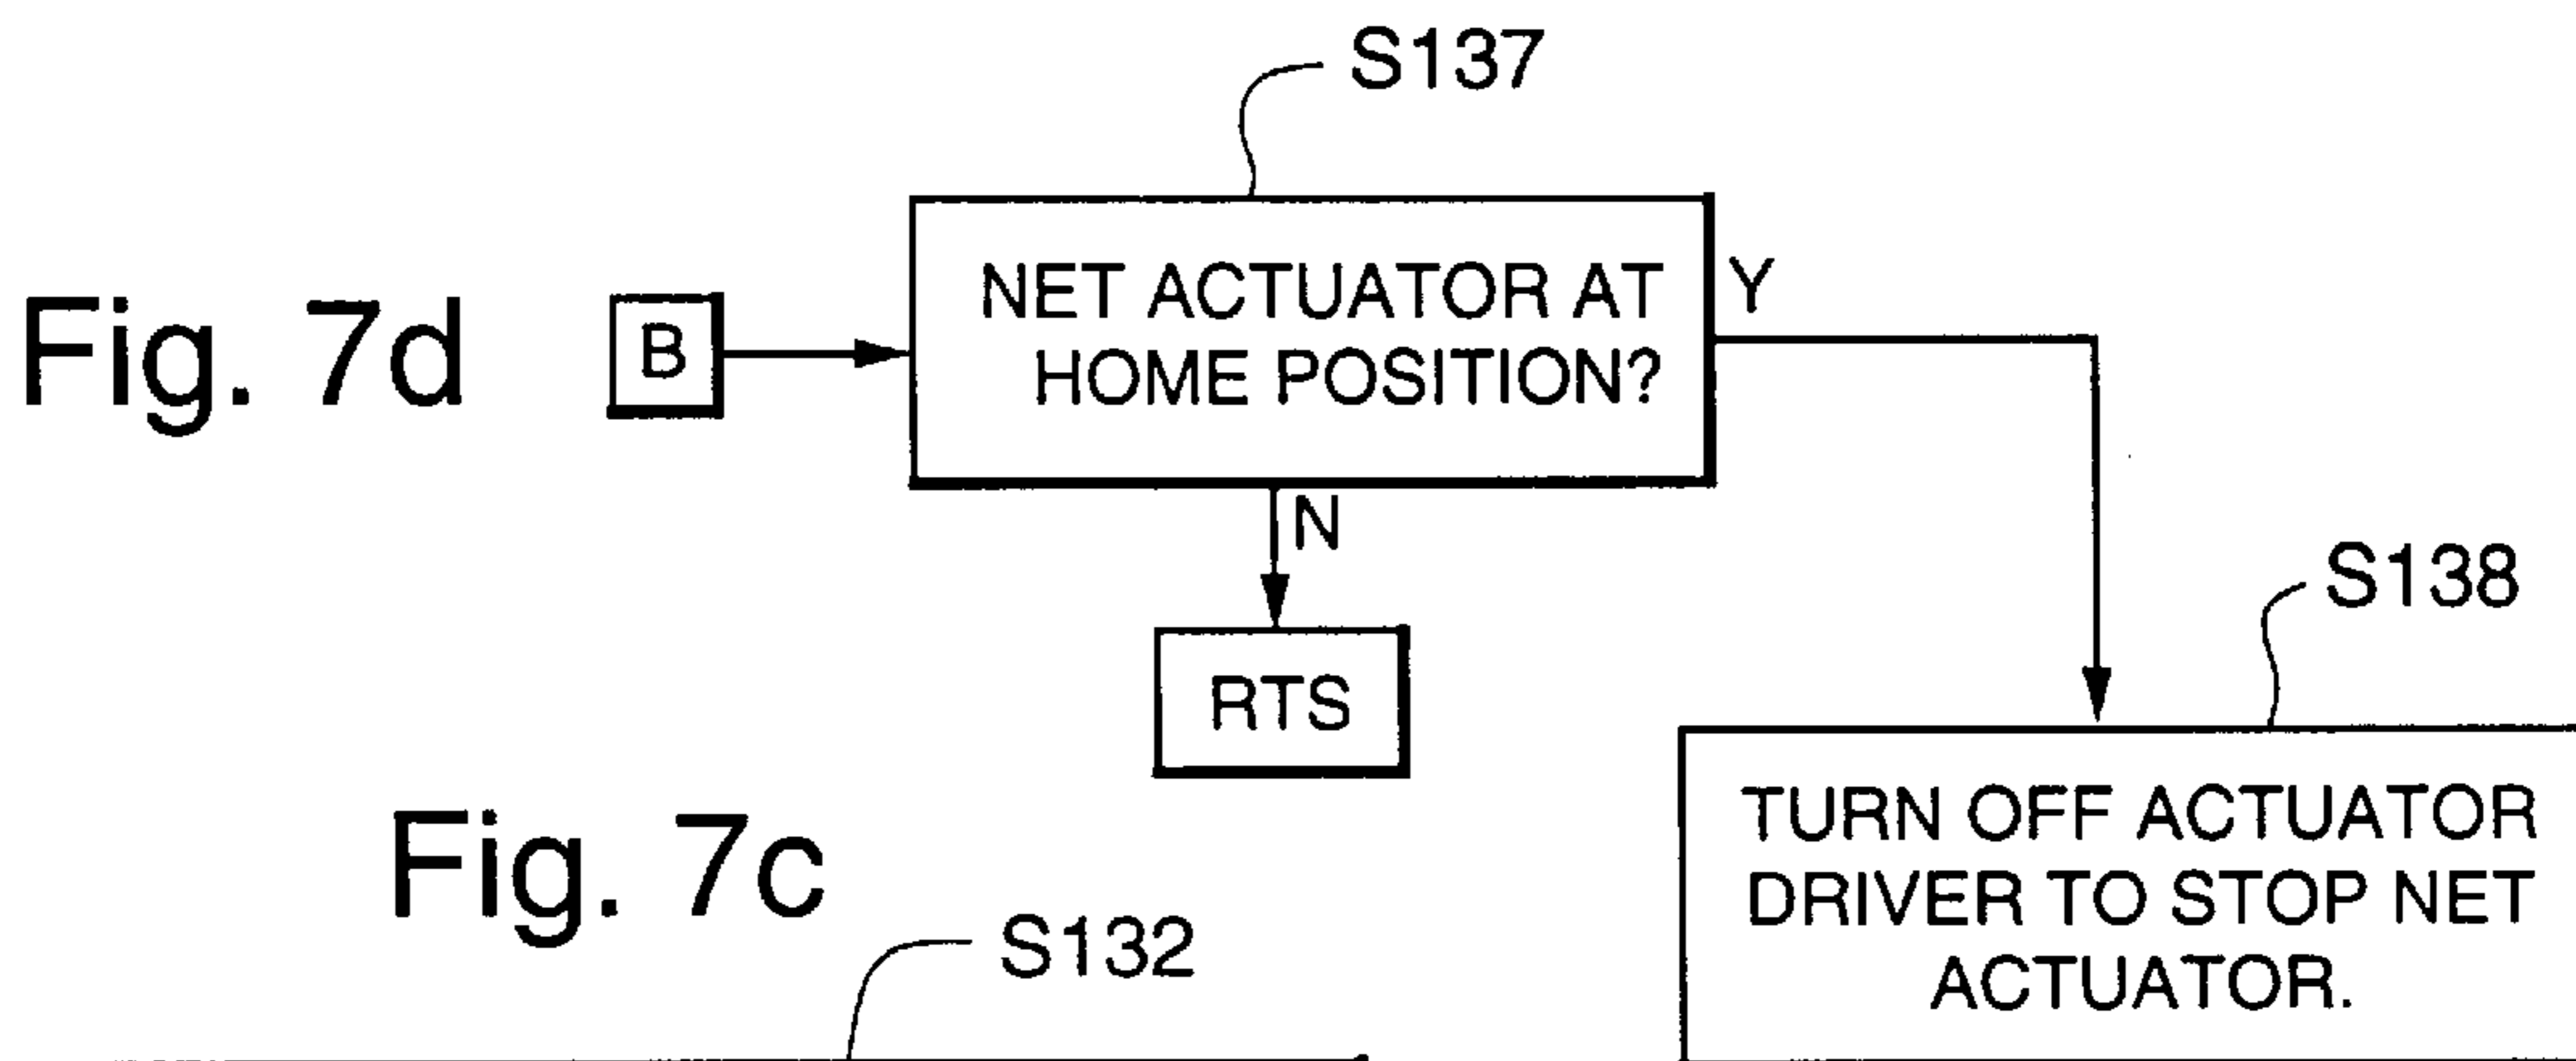 S137
Fig. 7d
B
NET ACTUATOR AT
HOME POSITION?
Y
N
RTS
S138
TURN OFF ACTUATOR
DRIVER TO STOP NET
ACTUATOR.
Fig. 7c
S132